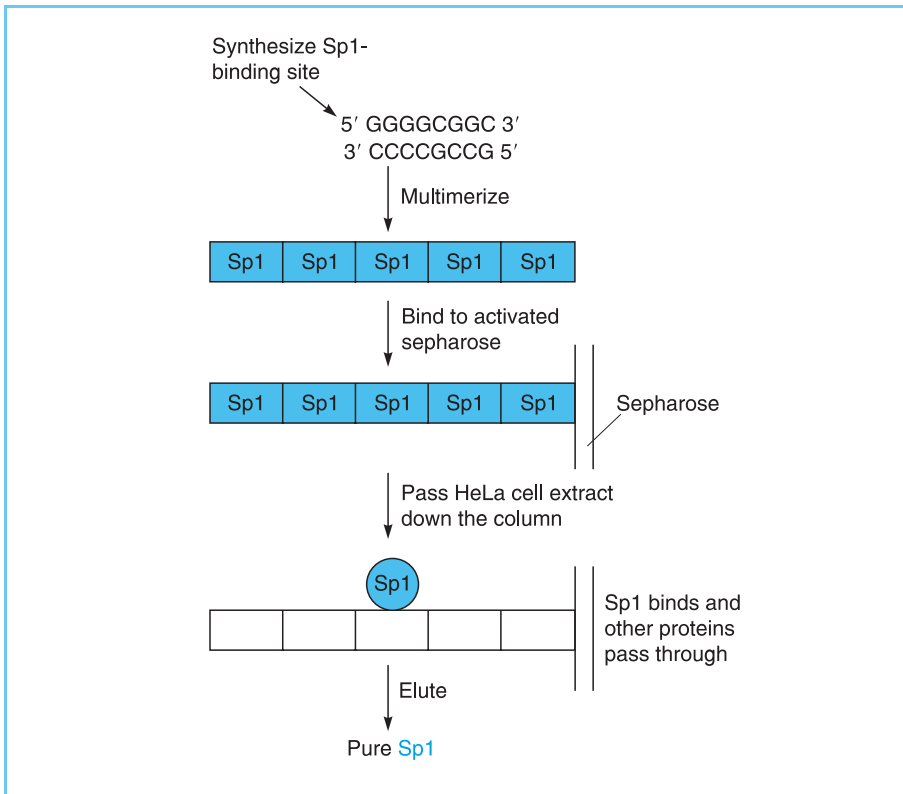 Synthesize Sp1-
binding site
5′ GGGGCGGC 3′
3′ CCCCGCCG 5′
Multimerize
Sp1 Sp1 Sp1 Sp1 Sp1
Bind to activated
sepharose
Sp1 Sp1 Sp1 Sp1 Sp1
Sepharose
Pass HeLa cell extract
down the column
Sp1
Sp1 binds and
other proteins
pass through
Elute
Pure Sp1